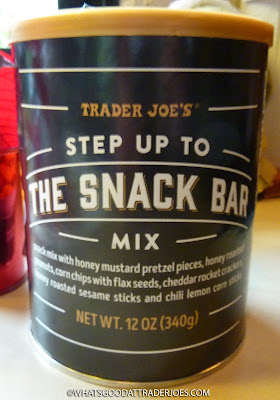 TRADER JOE'S®
STEP UP TO
THE SNACK BAR
MIX
snack mix with honey mustard pretzel pieces, honey roasted
peanuts, corn chips with flax seeds, cheddar rocket crackers,
honey roasted sesame sticks and chili lemon corn sticks
NET WT. 12 OZ (340g)
©WHATSGOODATTRADERJOES.COM